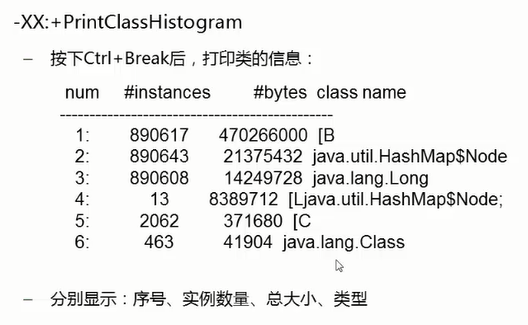 -XX:+PrintClassHistogram
– 按下Ctrl+Break后，打印类的信息：
num #instances #bytes class name
----------------------------------------------
1: 890617 470266000 [B
2: 890643 21375432 java.util.HashMap$Node
3: 890608 14249728 java.lang.Long
4: 13 8389712 [Ljava.util.HashMap$Node;
5: 2062 371680 [C
6: 463 41904 java.lang.Class
– 分别显示：序号、实例数量、总大小、类型